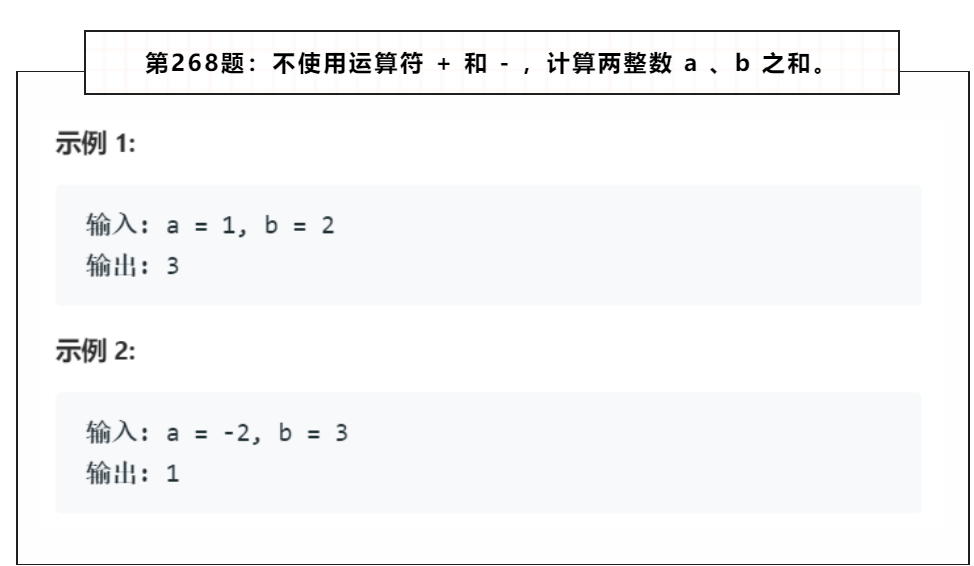 第268题：不使用运算符 + 和 - ，计算两整数 a 、b 之和。
示例 1:
输入: a = 1, b = 2
输出: 3
示例 2:
输入: a = -2, b = 3
输出: 1